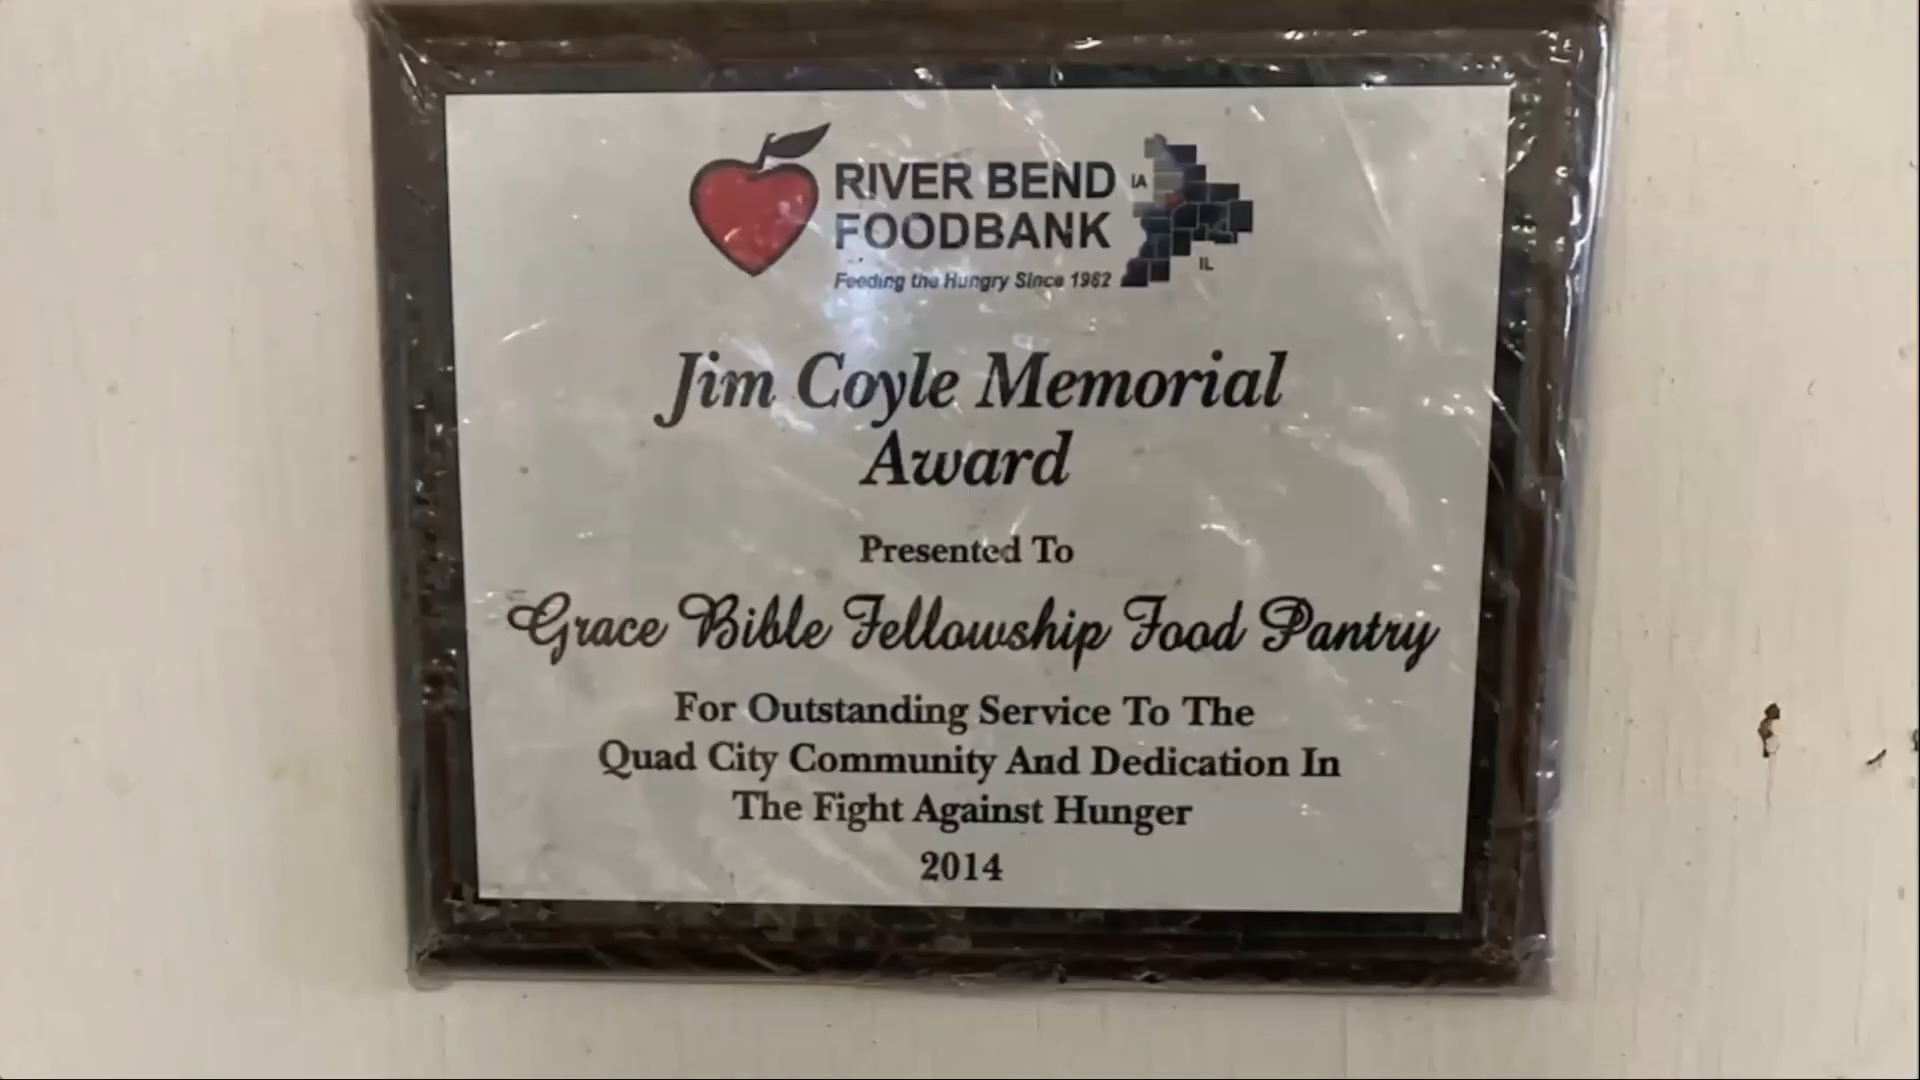 RIVER BEND
FOODBANK
Feeding the Hungry Since 1982
IA
IL
Jim Coyle Memorial
Award
Presented To
Grace Bible Fellowship Food Pantry
For Outstanding Service To The
Quad City Community And Dedication In
The Fight Against Hunger
2014